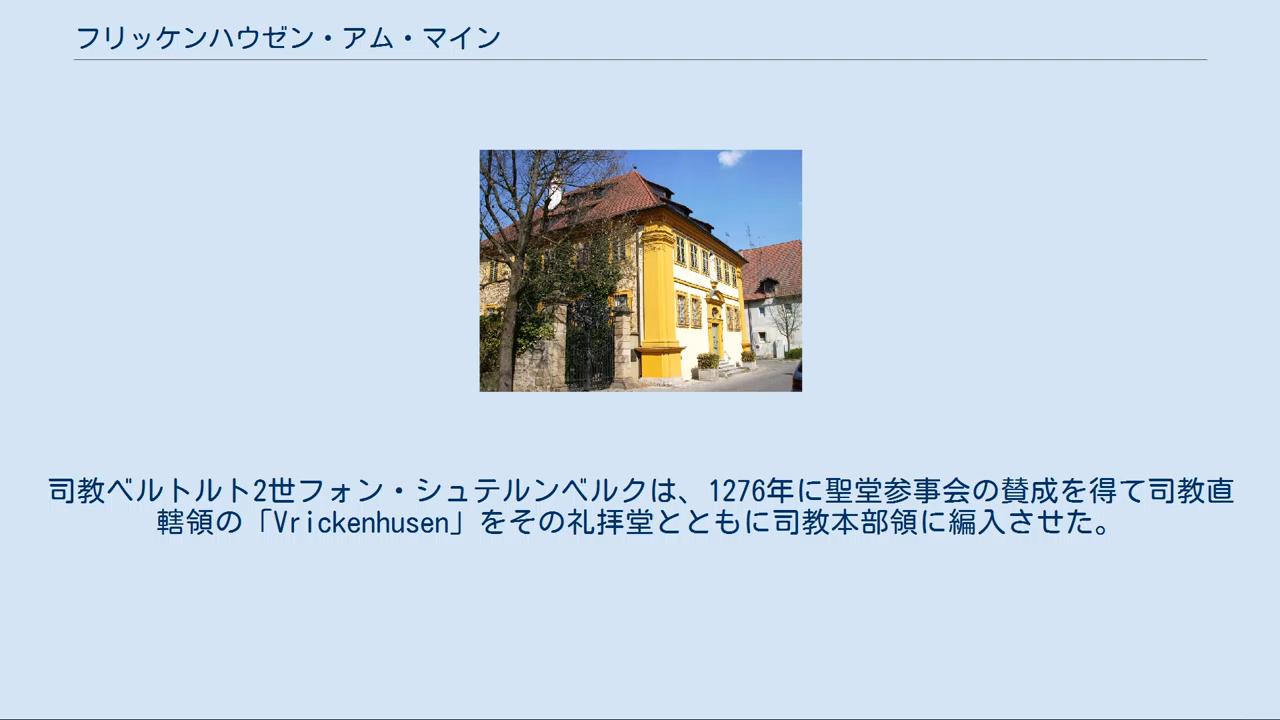 フリッケンハウゼン・アム・マイン
司教ベルトルト2世フォン・シュテルンベルクは、1276年に聖堂参事会の賛成を得て司教直
轄領の「Vrickenhusen」をその礼拝堂とともに司教本部領に編入させた。